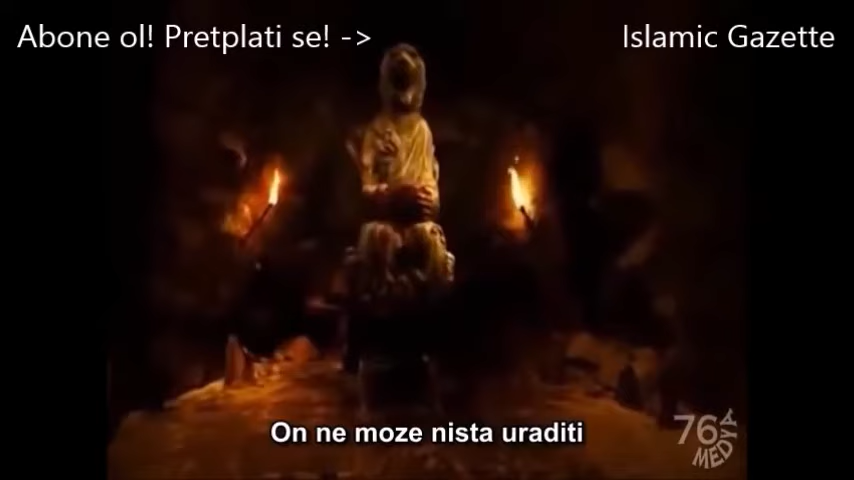 Abone ol! Pretplati se! ->
Islamic Gazette
On ne moze nista uraditi
76
MEDYA